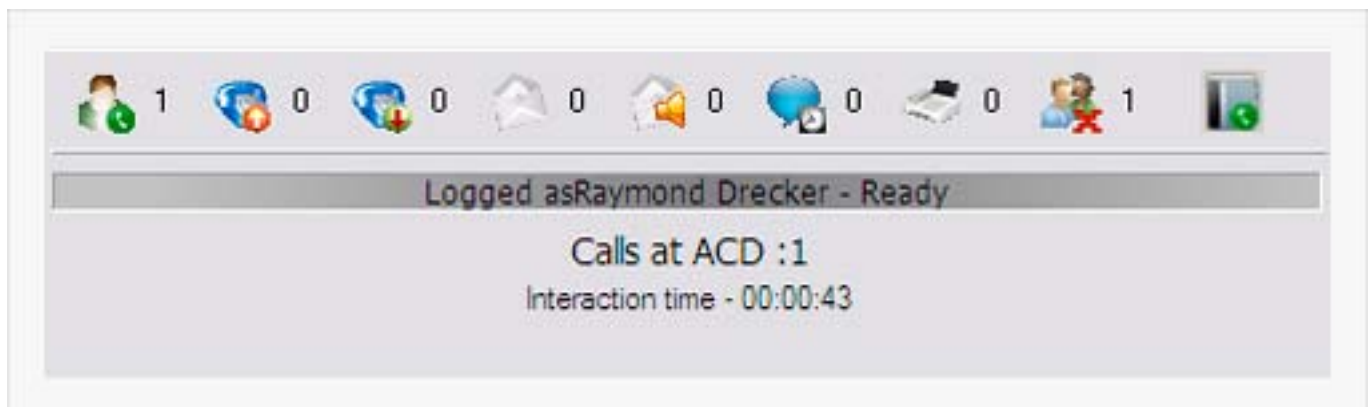 1 0 0 0 0 0 0 1
Logged asRaymond Drecker - Ready
Calls at ACD :1
Interaction time - 00:00:43